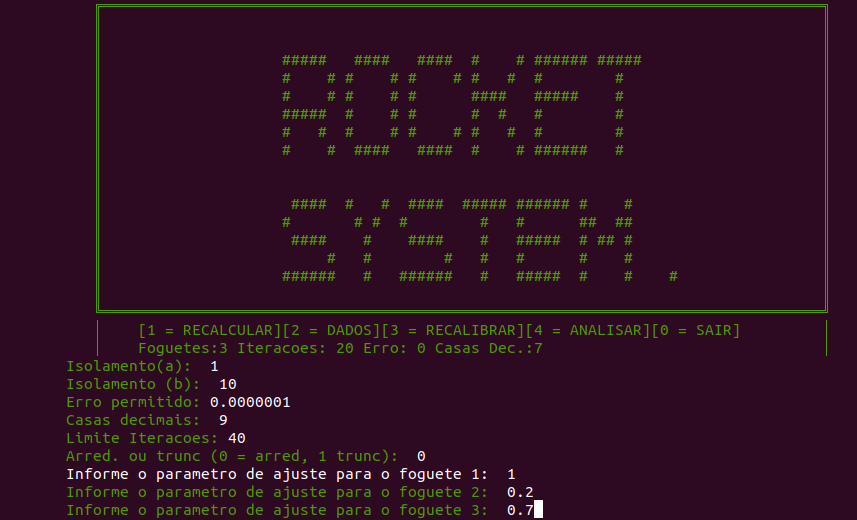 ROCKET
SYSTEM.
[1 = RECALCULAR][2 = DADOS][3 = RECALIBRAR][4 = ANALISAR][0 = SAIR]
Foguetes:3 Iteracoes: 20 Erro: 0 Casas Dec.:7
Isolamento(a):  1
Isolamento (b):  10
Erro permitido: 0.0000001
Casas decimais:  9
Limite Iteracoes: 40
Arred. ou trunc (0 = arred, 1 trunc):  0
Informe o parametro de ajuste para o foguete 1:  1
Informe o parametro de ajuste para o foguete 2:  0.2
Informe o parametro de ajuste para o foguete 3:  0.7